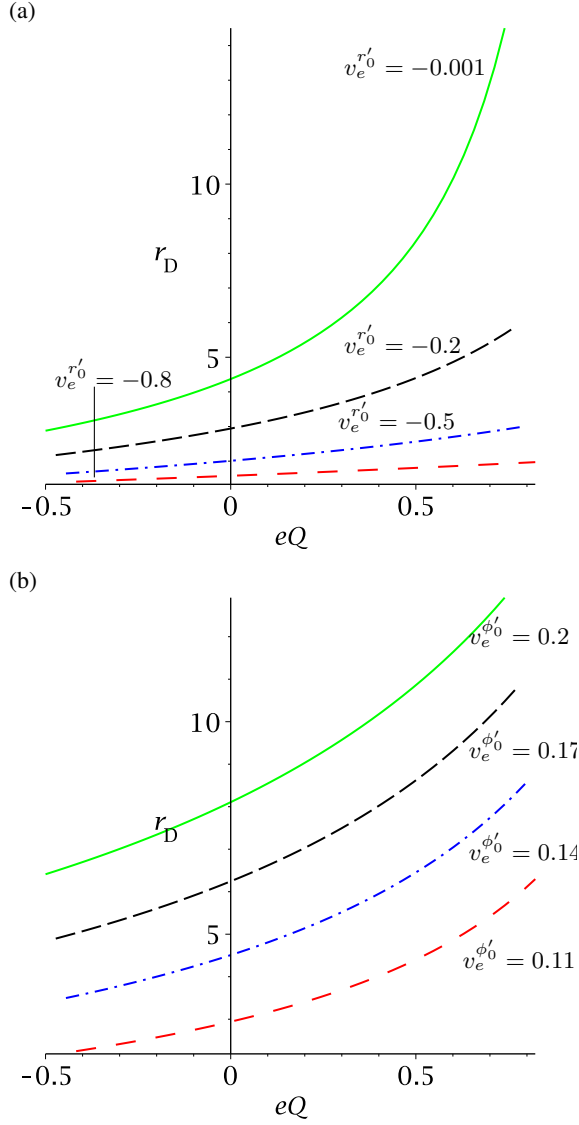 (a)
v_e^{r'_0} = −0.001
10
r_D
5
v_e^{r'_0} = −0.2
v_e^{r'_0} = −0.8
v_e^{r'_0} = −0.5
-0.5 0 0.5
eQ
(b)
v_e^{ϕ'_0} = 0.2
10
v_e^{ϕ'_0} = 0.17
r_D
v_e^{ϕ'_0} = 0.14
5
v_e^{ϕ'_0} = 0.11
-0.5 0 0.5
eQ